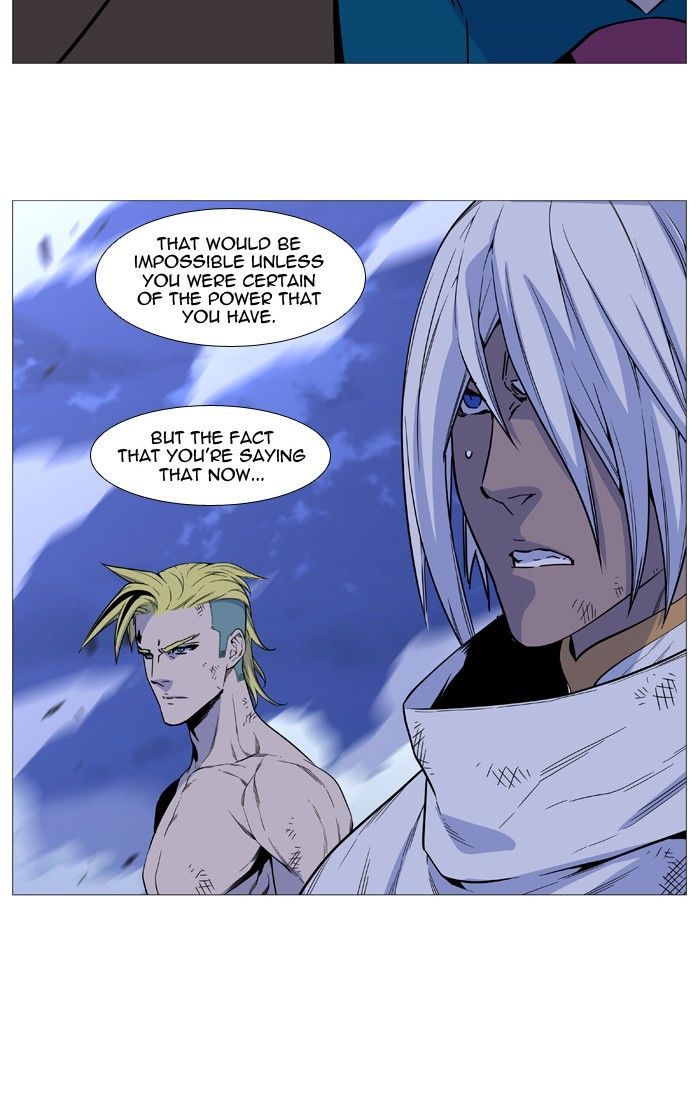 THAT WOULD BE
IMPOSSIBLE UNLESS
YOU WERE CERTAIN
OF THE POWER THAT
YOU HAVE.
BUT THE FACT
THAT YOU'RE SAYING
THAT NOW...